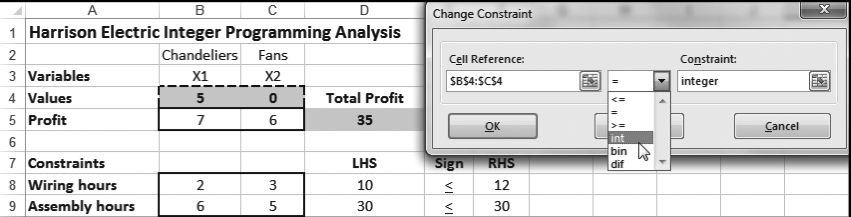 A B C D
1 Harrison Electric Integer Programming Analysis
2 Chandeliers Fans
3 Variables X1 X2
4 Values 5 0 Total Profit
5 Profit 7 6 35
6
7 Constraints LHS Sign RHS
8 Wiring hours 2 3 10 ≤ 12
9 Assembly hours 6 5 30 ≤ 30
Change Constraint
Cell Reference: Constraint:
$B$4:$C$4 = integer
<=
=
>=
int
bin
dif
OK Cancel